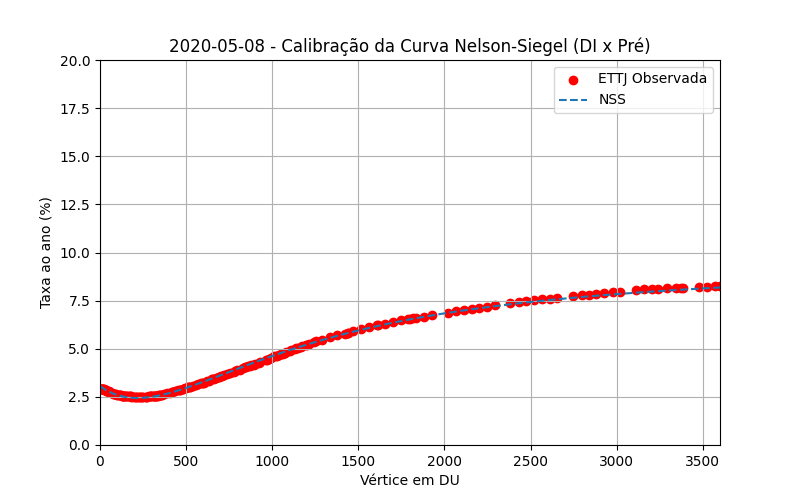 2020-05-08 - Calibração da Curva Nelson-Siegel (DI x Pré)
ETTJ Observada
NSS
Taxa ao ano (%)
20.0
17.5
15.0
12.5
10.0
7.5
5.0
2.5
0.0
0 500 1000 1500 2000 2500 3000 3500
Vértice em DU